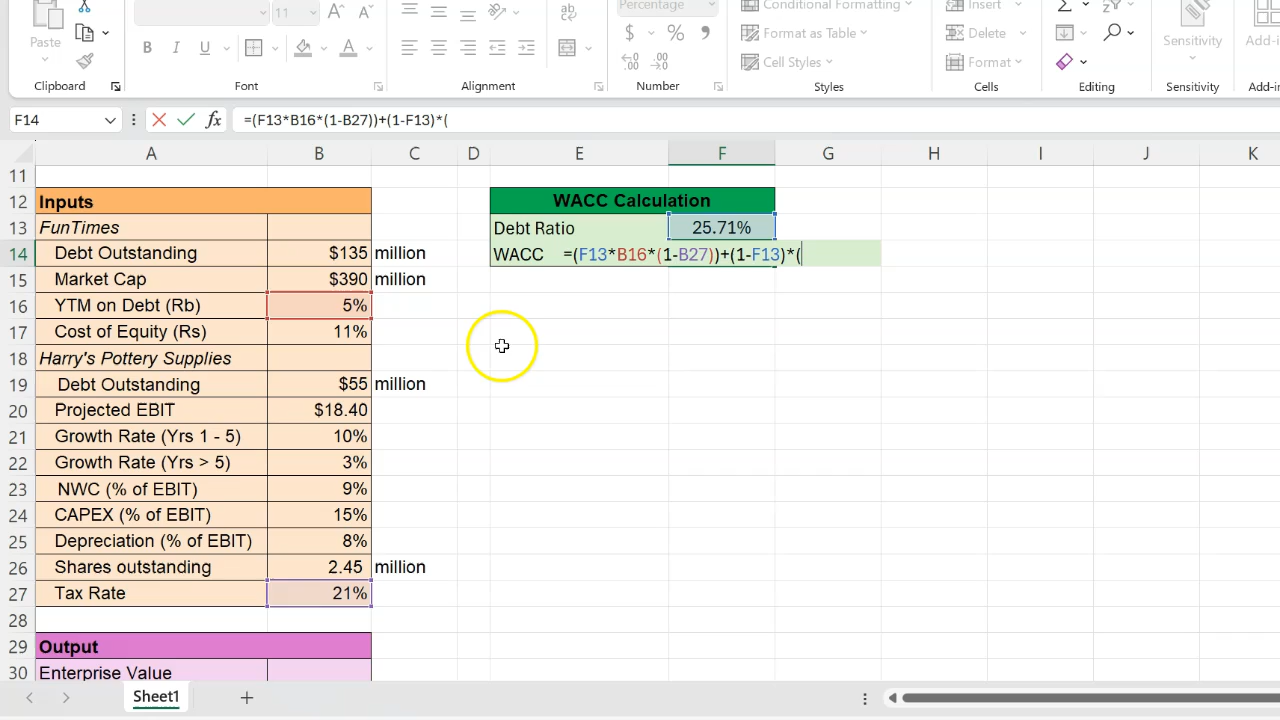 11 Percentage Conditional Formatting Insert
Paste B I U A $ % Format as Table Delete Sensitivity Add-in
Cell Styles Format
Clipboard Font Alignment Number Styles Cells Editing Sensitivity Add-in
F14 fx =(F13*B16*(1-B27))+(1-F13)*(
A B C D E F G H I J K
11
12 Inputs WACC Calculation
13 FunTimes Debt Ratio 25.71%
14 Debt Outstanding $135 million WACC =(F13*B16*(1-B27))+(1-F13)*(
15 Market Cap $390 million
16 YTM on Debt (Rb) 5%
17 Cost of Equity (Rs) 11%
18 Harry's Pottery Supplies
19 Debt Outstanding $55 million
20 Projected EBIT $18.40
21 Growth Rate (Yrs 1 - 5) 10%
22 Growth Rate (Yrs > 5) 3%
23 NWC (% of EBIT) 9%
24 CAPEX (% of EBIT) 15%
25 Depreciation (% of EBIT) 8%
26 Shares outstanding 2.45 million
27 Tax Rate 21%
28
29 Output
30 Enterprise Value
Sheet1